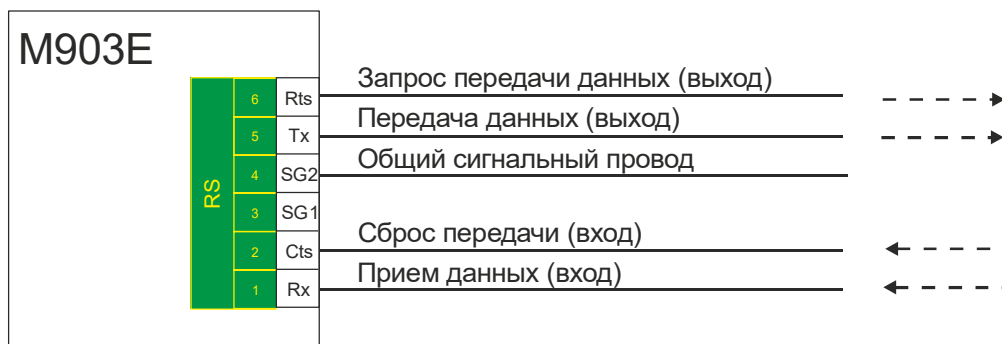 M903E
RS
6 Rts Запрос передачи данных (выход)
5 Tx Передача данных (выход)
4 SG2 Общий сигнальный провод
3 SG1
2 Cts Сброс передачи (вход)
1 Rx Прием данных (вход)